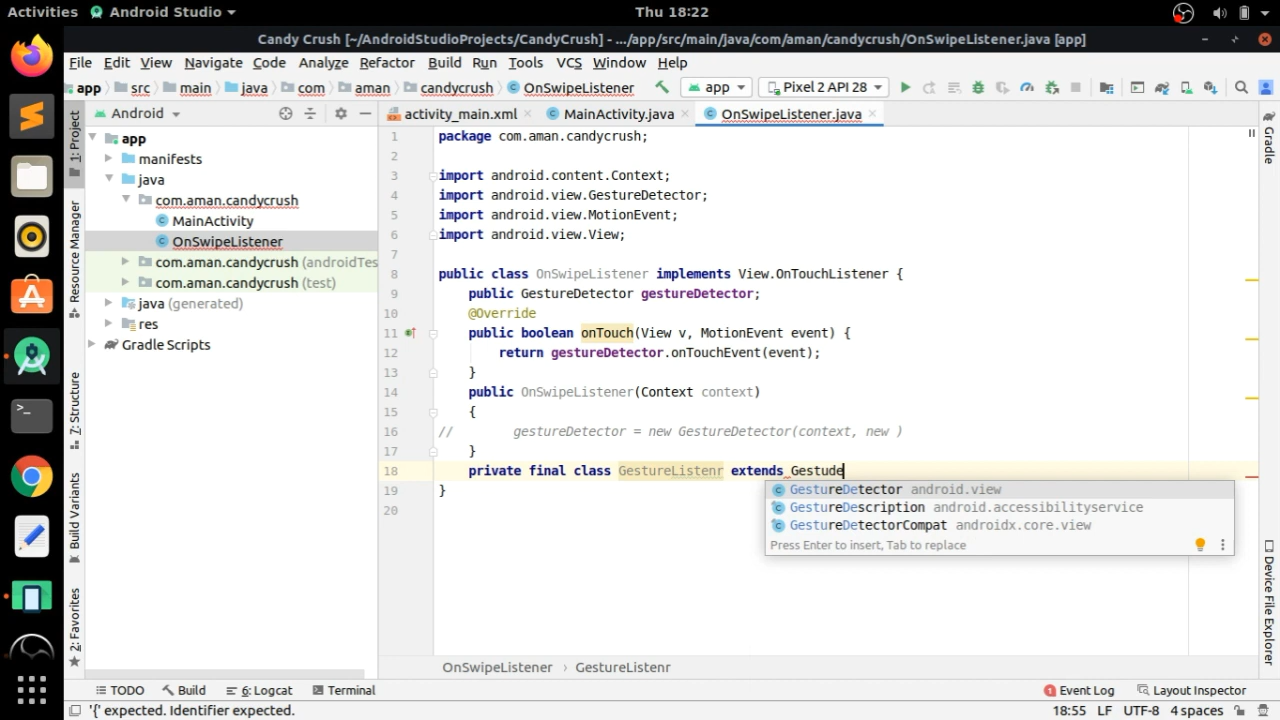 Activities Android Studio Thu 18:22
Candy Crush [~/AndroidStudioProjects/CandyCrush] - .../app/src/main/java/com/aman/candycrush/OnSwipeListener.java [app]
File Edit View Navigate Code Analyze Refactor Build Run Tools VCS Window Help
app src main java com aman candycrush OnSwipeListener app Pixel 2 API 28
Android activity_main.xml MainActivity.java OnSwipeListener.java
1: Project
Resource Manager
7: Structure
Build Variants
2: Favorites
app
manifests
java
com.aman.candycrush
MainActivity
OnSwipeListener
com.aman.candycrush (androidTes
com.aman.candycrush (test)
java (generated)
res
Gradle Scripts
1 package com.aman.candycrush;
2
3 import android.content.Context;
4 import android.view.GestureDetector;
5 import android.view.MotionEvent;
6 import android.view.View;
7
8 public class OnSwipeListener implements View.OnTouchListener {
9 public GestureDetector gestureDetector;
10 @Override
11 public boolean onTouch(View v, MotionEvent event) {
12 return gestureDetector.onTouchEvent(event);
13 }
14 public OnSwipeListener(Context context)
15 {
16 // gestureDetector = new GestureDetector(context, new )
17 }
18 private final class GestureListenr extends Gestude
19 }
20
GestureDetector android.view
GestureDescription android.accessibilityservice
GestureDetectorCompat androidx.core.view
Press Enter to insert, Tab to replace
Gradle
Device File Explorer
OnSwipeListener › GestureListenr
TODO Build 6: Logcat Terminal 1 Event Log Layout Inspector
'{' expected. Identifier expected. 18:55 LF UTF-8 4 spaces